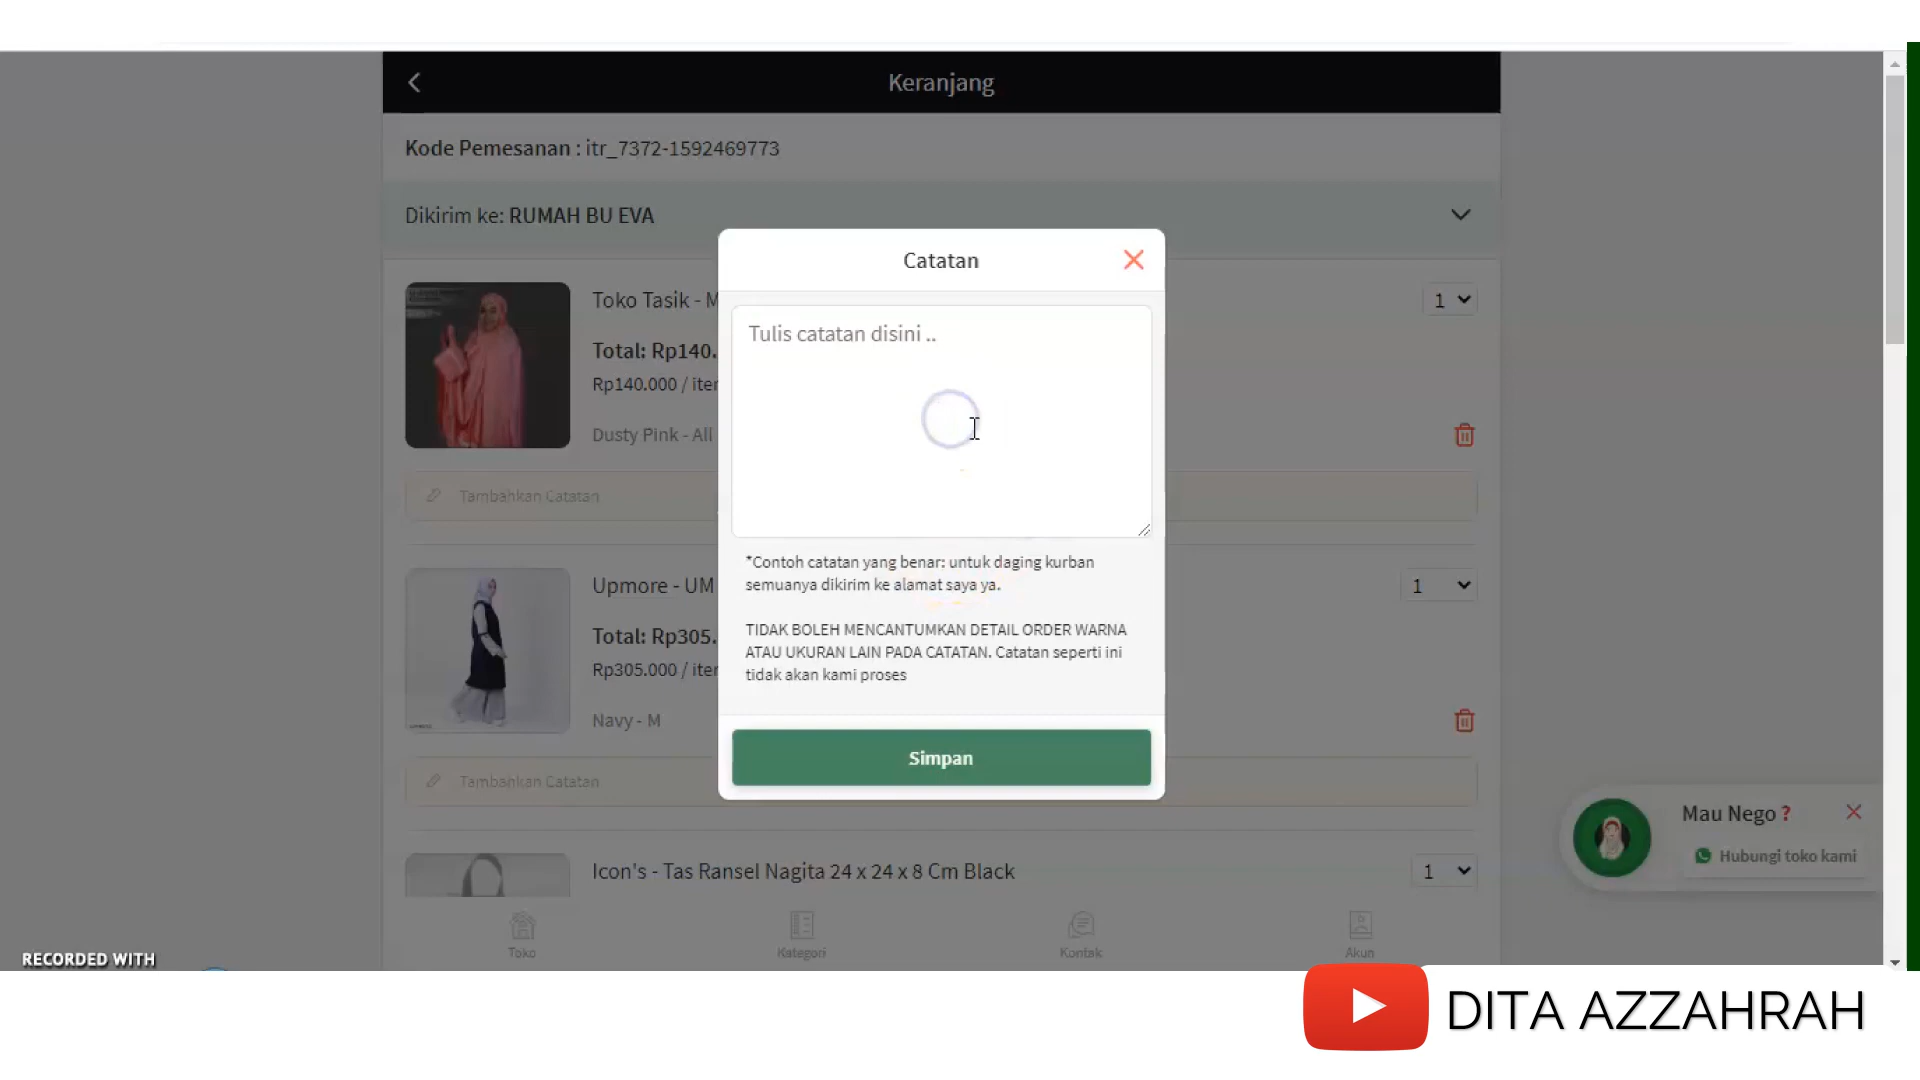 Keranjang
Kode Pemesanan : itr_7372-1592469773
Dikirim ke: RUMAH BU EVA
Catatan
Toko Tasik - M
1
Tulis catatan disini ..
Total: Rp140.
Rp140.000 / iter
Dusty Pink - All
Tambahkan Catatan
*Contoh catatan yang benar: untuk daging kurban
semuanya dikirim ke alamat saya ya.
Upmore - UM
1
TIDAK BOLEH MENCANTUMKAN DETAIL ORDER WARNA
ATAU UKURAN LAIN PADA CATATAN. Catatan seperti ini
tidak akan kami proses
Total: Rp305.
Rp305.000 / iter
Navy - M
Simpan
Tambahkan Catatan
Mau Nego ?
Hubungi toko kami
Icon's - Tas Ransel Nagita 24 x 24 x 8 Cm Black
1
Toko
Kategori
Kontak
Akun
RECORDED WITH
DITA AZZAHRAH